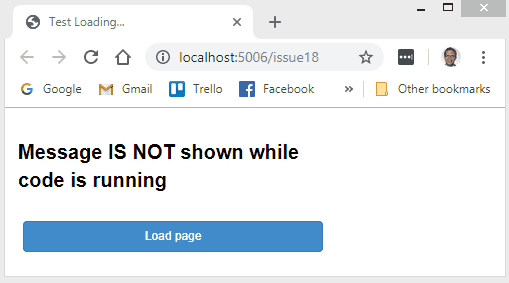 Test Loading...
localhost:5006/issue18
Google Gmail Trello Facebook » Other bookmarks
Message IS NOT shown while
code is running
Load page